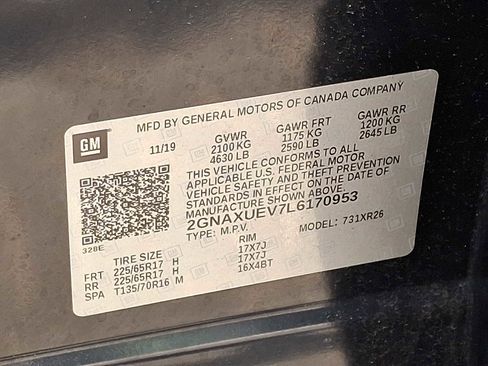 MFD BY GENERAL MOTORS OF CANADA COMPANY
GM
11/19 GVWR GAWR FRT GAWR RR
2100 KG 1175 KG 1200 KG
4630 LB 2590 LB 2645 LB
THIS VEHICLE CONFORMS TO ALL
APPLICABLE U.S. FEDERAL MOTOR
VEHICLE SAFETY AND THEFT PREVENTION
STANDARDS IN EFFECT ON THE DATE OF
MANUFACTURE SHOWN ABOVE.
2GNAXUEV7L6170953
TYPE: M.P.V. MODEL: 731XR26
328E
TIRE SIZE RIM
FRT 225/65R17 H 17X7J
RR 225/65R17 H 17X7J
SPA T135/70R16 M 16X4BT